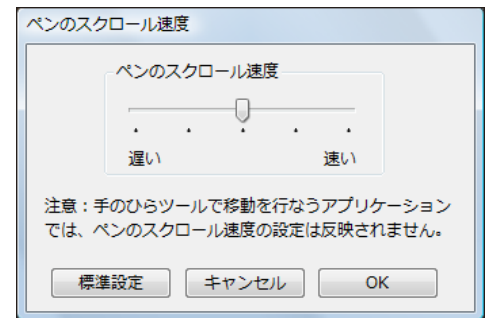 ペンのスクロール速度
ペンのスクロール速度
遅い 速い
注意：手のひらツールで移動を行なうアプリケーション
では、ペンのスクロール速度の設定は反映されません。
標準設定 キャンセル OK